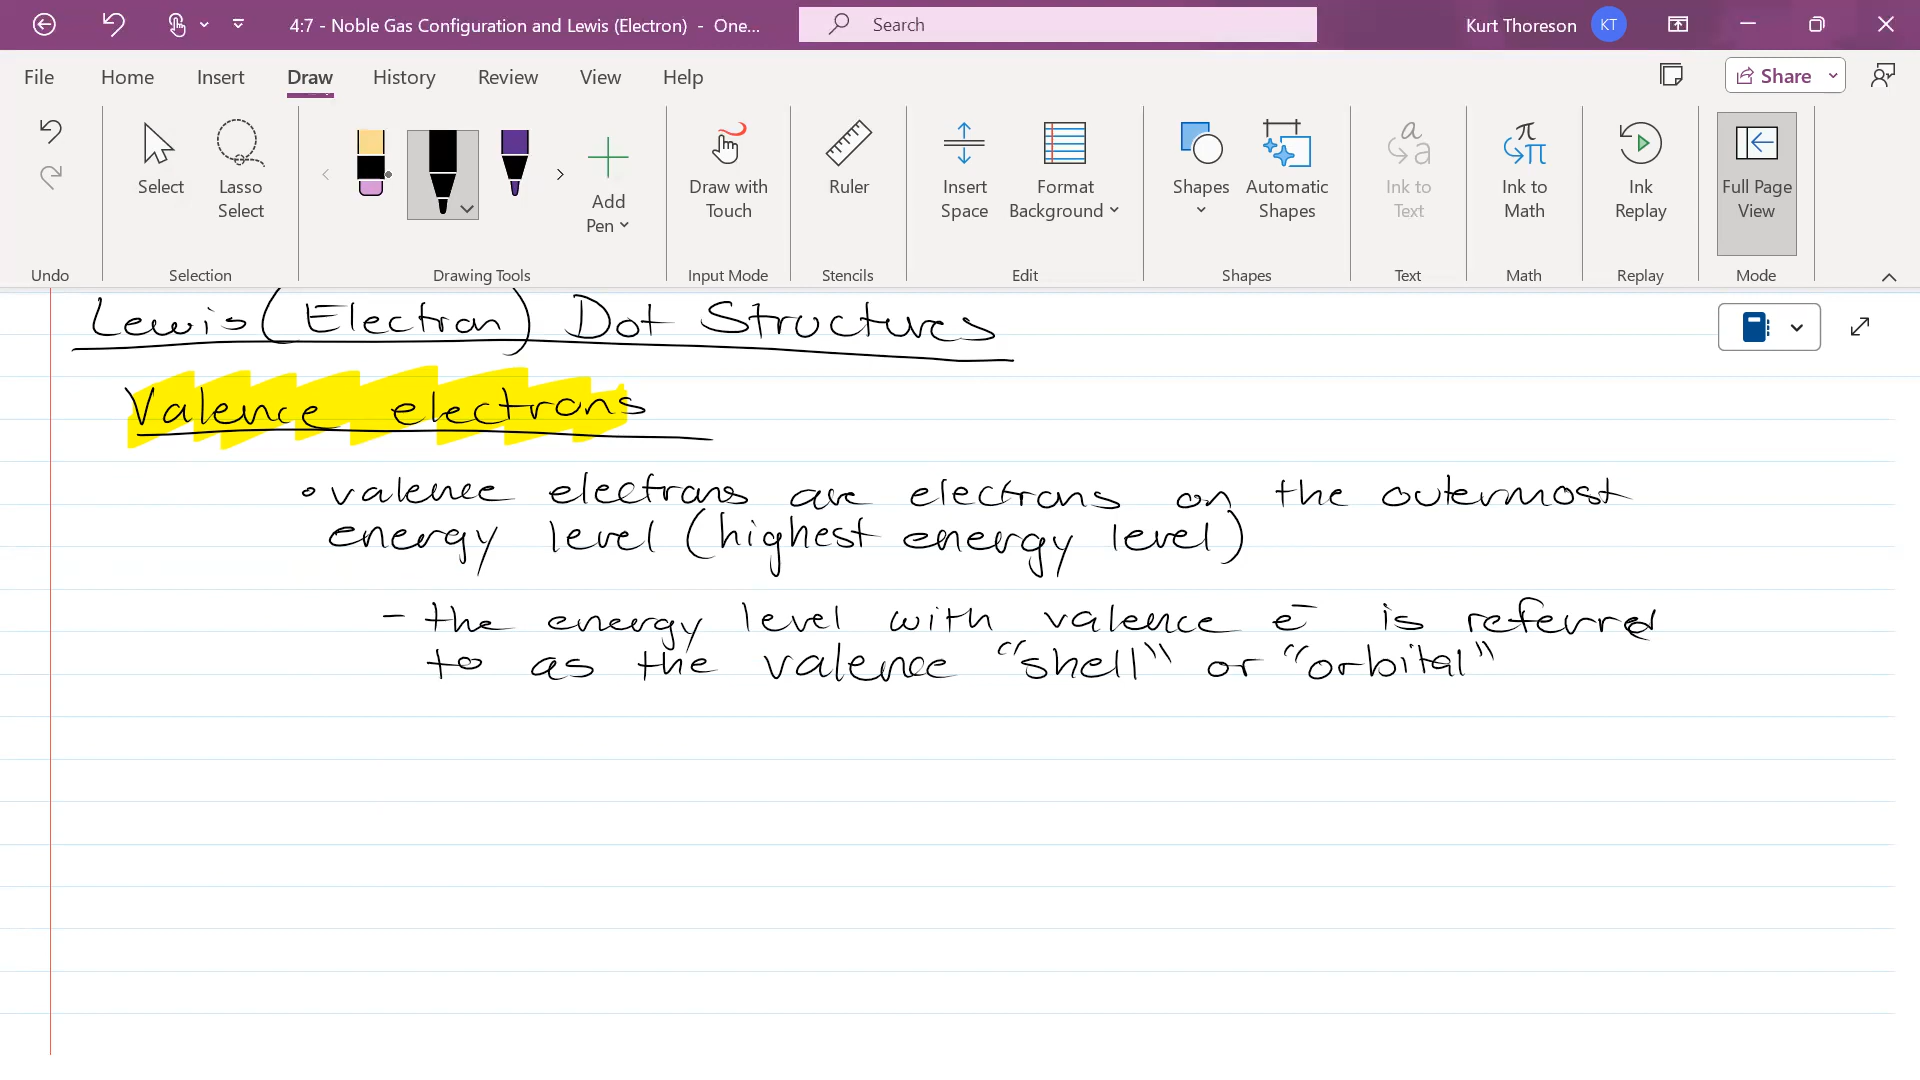 4:7 - Noble Gas Configuration and Lewis (Electron) - One...
Search
Kurt Thoreson
KT
File
Home
Insert
Draw
History
Review
View
Help
Share
Select
Lasso
Select
Add
Pen
Draw with
Touch
Ruler
Insert
Space
Format
Background
Shapes
Automatic
Shapes
Ink to
Text
Ink to
Math
Ink
Replay
Full Page
View
Undo
Selection
Drawing Tools
Input Mode
Stencils
Edit
Shapes
Text
Math
Replay
Mode
Lewis (Electron) Dot Structures
Valence electrons
• valence electrons are electrons on the outermost
energy level (highest energy level)
- the energy level with valence e⁻ is referred
to as the valence "shell" or "orbital"